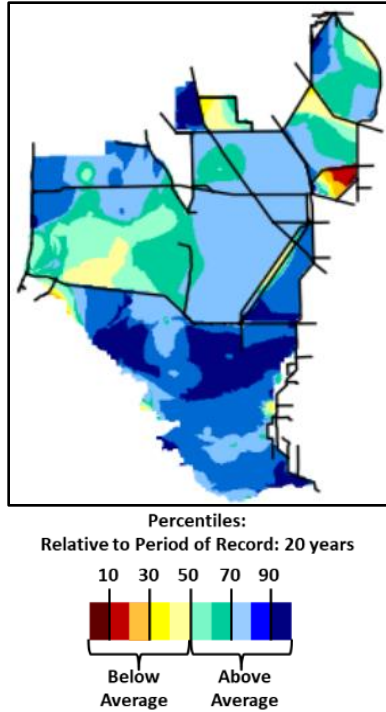 Percentiles:
Relative to Period of Record: 20 years
10 30 50 70 90
Below Above
Average Average